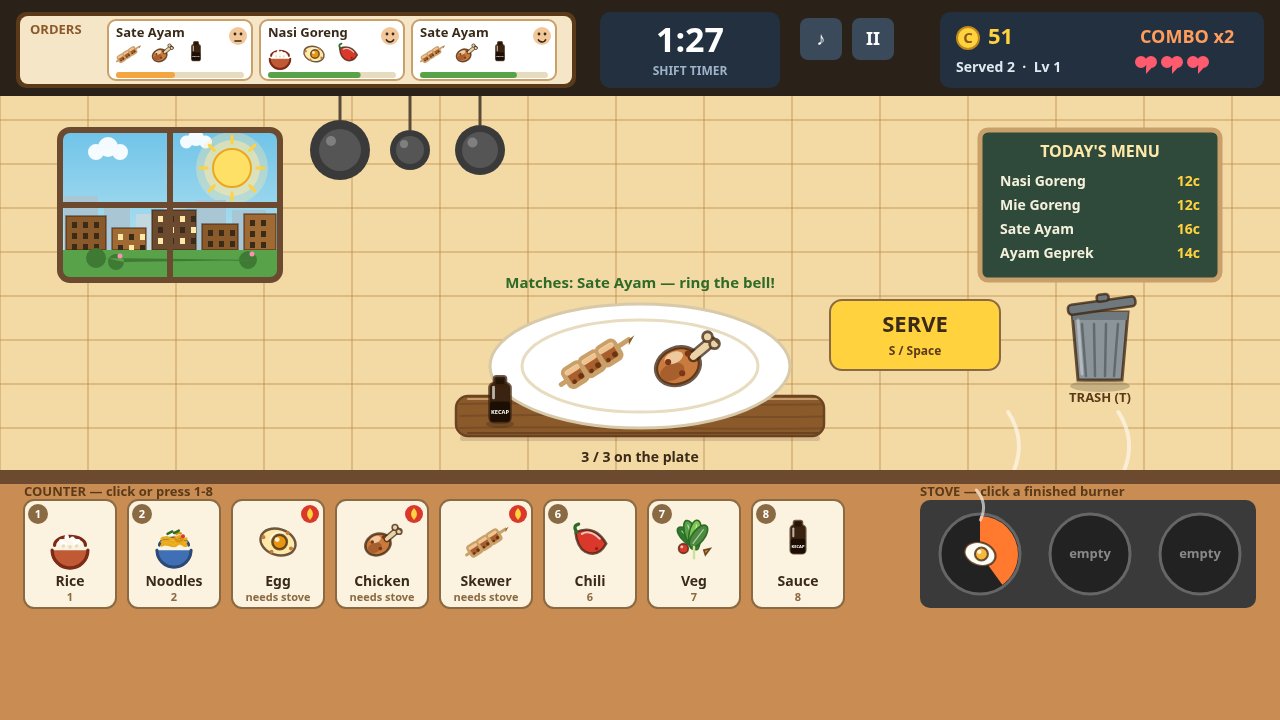 ORDERS
Sate Ayam
Nasi Goreng
Sate Ayam
1:27
SHIFT TIMER
♪
II
C 51
COMBO x2
Served 2 · Lv 1
TODAY'S MENU
Nasi Goreng 12c
Mie Goreng 12c
Sate Ayam 16c
Ayam Geprek 14c
Matches: Sate Ayam — ring the bell!
SERVE
S / Space
KECAP
TRASH (T)
3 / 3 on the plate
COUNTER — click or press 1-8
STOVE — click a finished burner
1
Rice
1
2
Noodles
2
Egg
needs stove
Chicken
needs stove
Skewer
needs stove
6
Chili
6
7
Veg
7
8
KECAP
Sauce
8
empty
empty